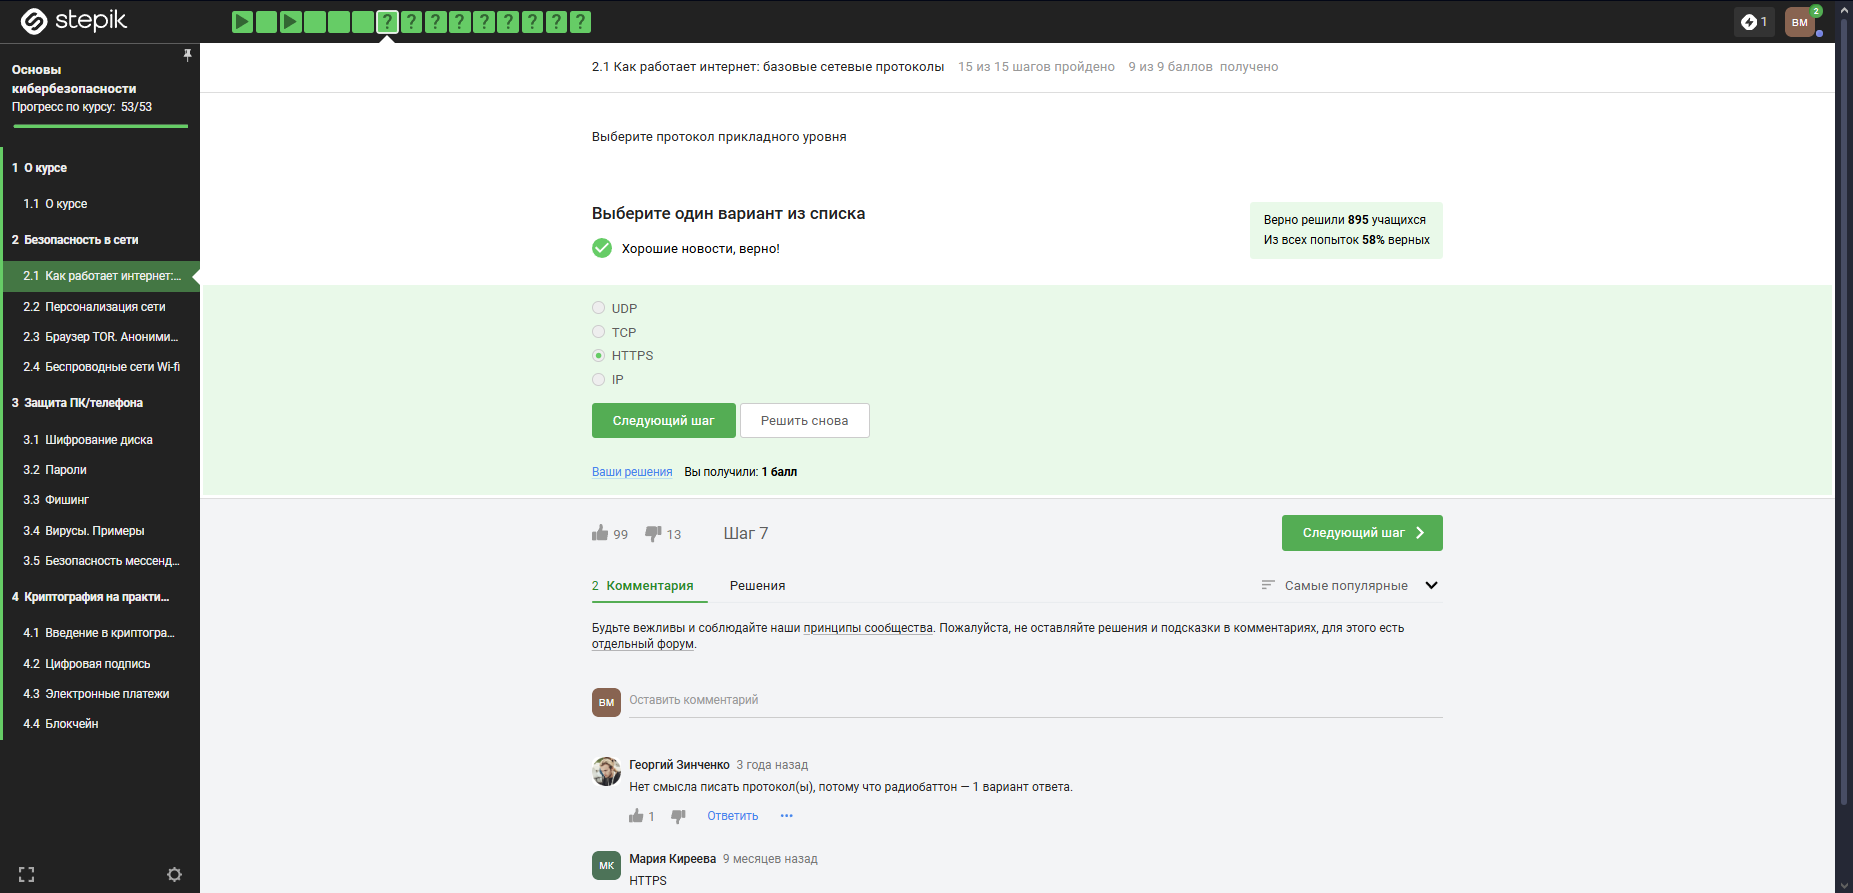 stepik
? ? ? ? ? ? ? ? ?
1
ВМ
2
Основы
кибербезопасности
Прогресс по курсу: 53/53
1 О курсе
1.1 О курсе
2 Безопасность в сети
2.1 Как работает интернет:...
2.2 Персонализация сети
2.3 Браузер TOR. Аноними...
2.4 Беспроводные сети Wi-fi
3 Защита ПК/телефона
3.1 Шифрование диска
3.2 Пароли
3.3 Фишинг
3.4 Вирусы. Примеры
3.5 Безопасность мессенд...
4 Криптография на практи...
4.1 Введение в криптогра...
4.2 Цифровая подпись
4.3 Электронные платежи
4.4 Блокчейн
2.1 Как работает интернет: базовые сетевые протоколы 15 из 15 шагов пройдено 9 из 9 баллов получено
Выберите протокол прикладного уровня
Выберите один вариант из списка
Хорошие новости, верно!
Верно решили 895 учащихся
Из всех попыток 58% верных
UDP
TCP
HTTPS
IP
Следующий шаг Решить снова
Ваши решения Вы получили: 1 балл
99 13 Шаг 7 Следующий шаг
2 Комментария Решения Самые популярные
Будьте вежливы и соблюдайте наши принципы сообщества. Пожалуйста, не оставляйте решения и подсказки в комментариях, для этого есть
отдельный форум.
ВМ Оставить комментарий
Георгий Зинченко 3 года назад
Нет смысла писать протокол(ы), потому что радиобаттон — 1 вариант ответа.
1 Ответить ...
МК Мария Киреева 9 месяцев назад
HTTPS